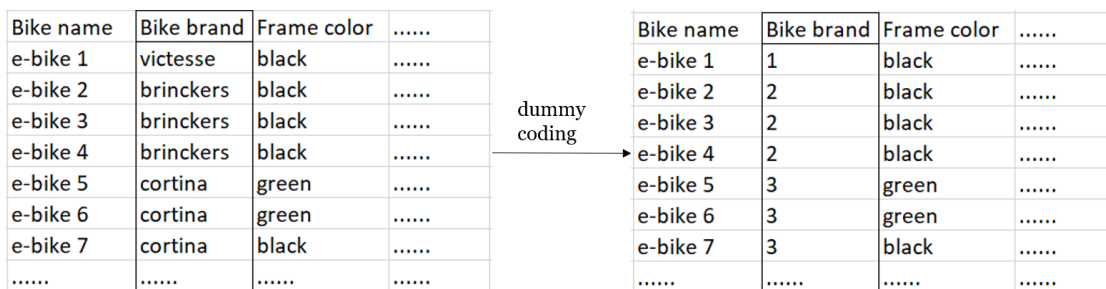 Bike name Bike brand Frame color ......
e-bike 1 victesse black ......
e-bike 2 brinckers black ......
e-bike 3 brinckers black ......
e-bike 4 brinckers black ......
e-bike 5 cortina green ......
e-bike 6 cortina green ......
e-bike 7 cortina black ......
...... ...... ...... ......
dummy
coding
Bike name Bike brand Frame color ......
e-bike 1 1 black ......
e-bike 2 2 black ......
e-bike 3 2 black ......
e-bike 4 2 black ......
e-bike 5 3 green ......
e-bike 6 3 green ......
e-bike 7 3 black ......
...... ...... ...... ......